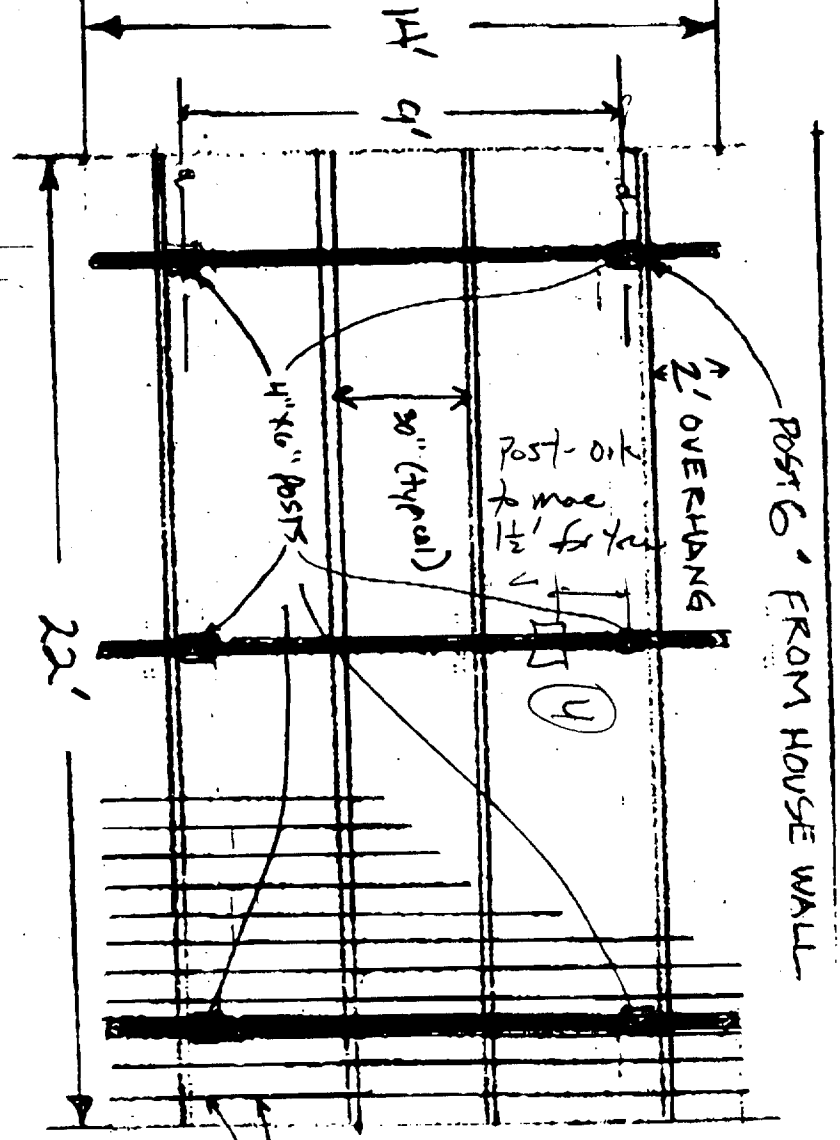 14'
9'
POST 6' FROM HOUSE WALL
2' OVERHANG
4"X6" POSTS
30" (typical)
Post - o.k
to move
1½' for
4
22'